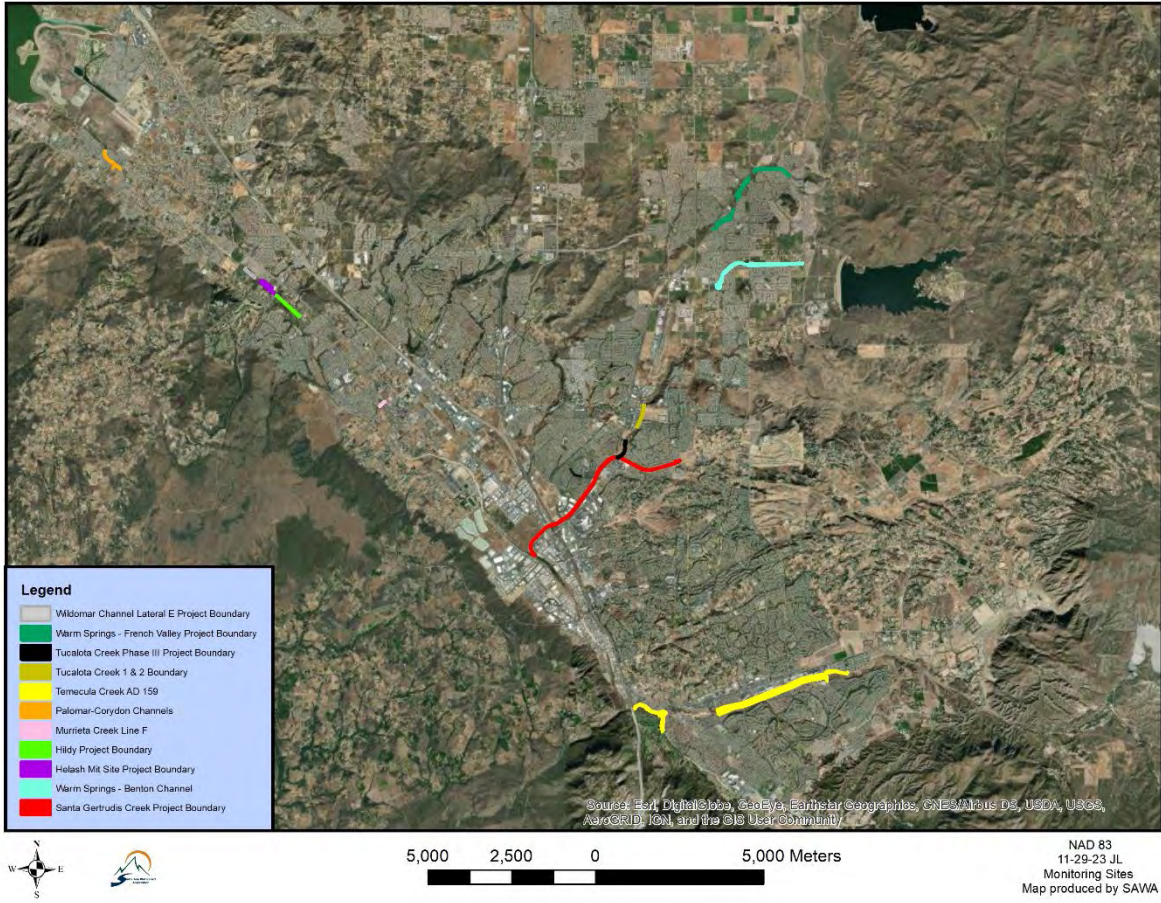 Legend
Wildomar Channel Lateral E Project Boundary
Warm Springs - French Valley Project Boundary
Tucalota Creek Phase III Project Boundary
Tucalota Creek 1 & 2 Boundary
Temecula Creek AD 159
Palomar-Corydon Channels
Murrieta Creek Line F
Hildy Project Boundary
Helash Mit Site Project Boundary
Warm Springs - Benton Channel
Santa Gertrudis Creek Project Boundary
Source: Esri, DigitalGlobe, GeoEye, Earthstar Geographics, CNES/Airbus DS, USDA, USGS,
AeroGRID, IGN, and the GIS User Community
N
W E
S
5,000 2,500 0 5,000 Meters
NAD 83
11-29-23 JL
Monitoring Sites
Map produced by SAWA